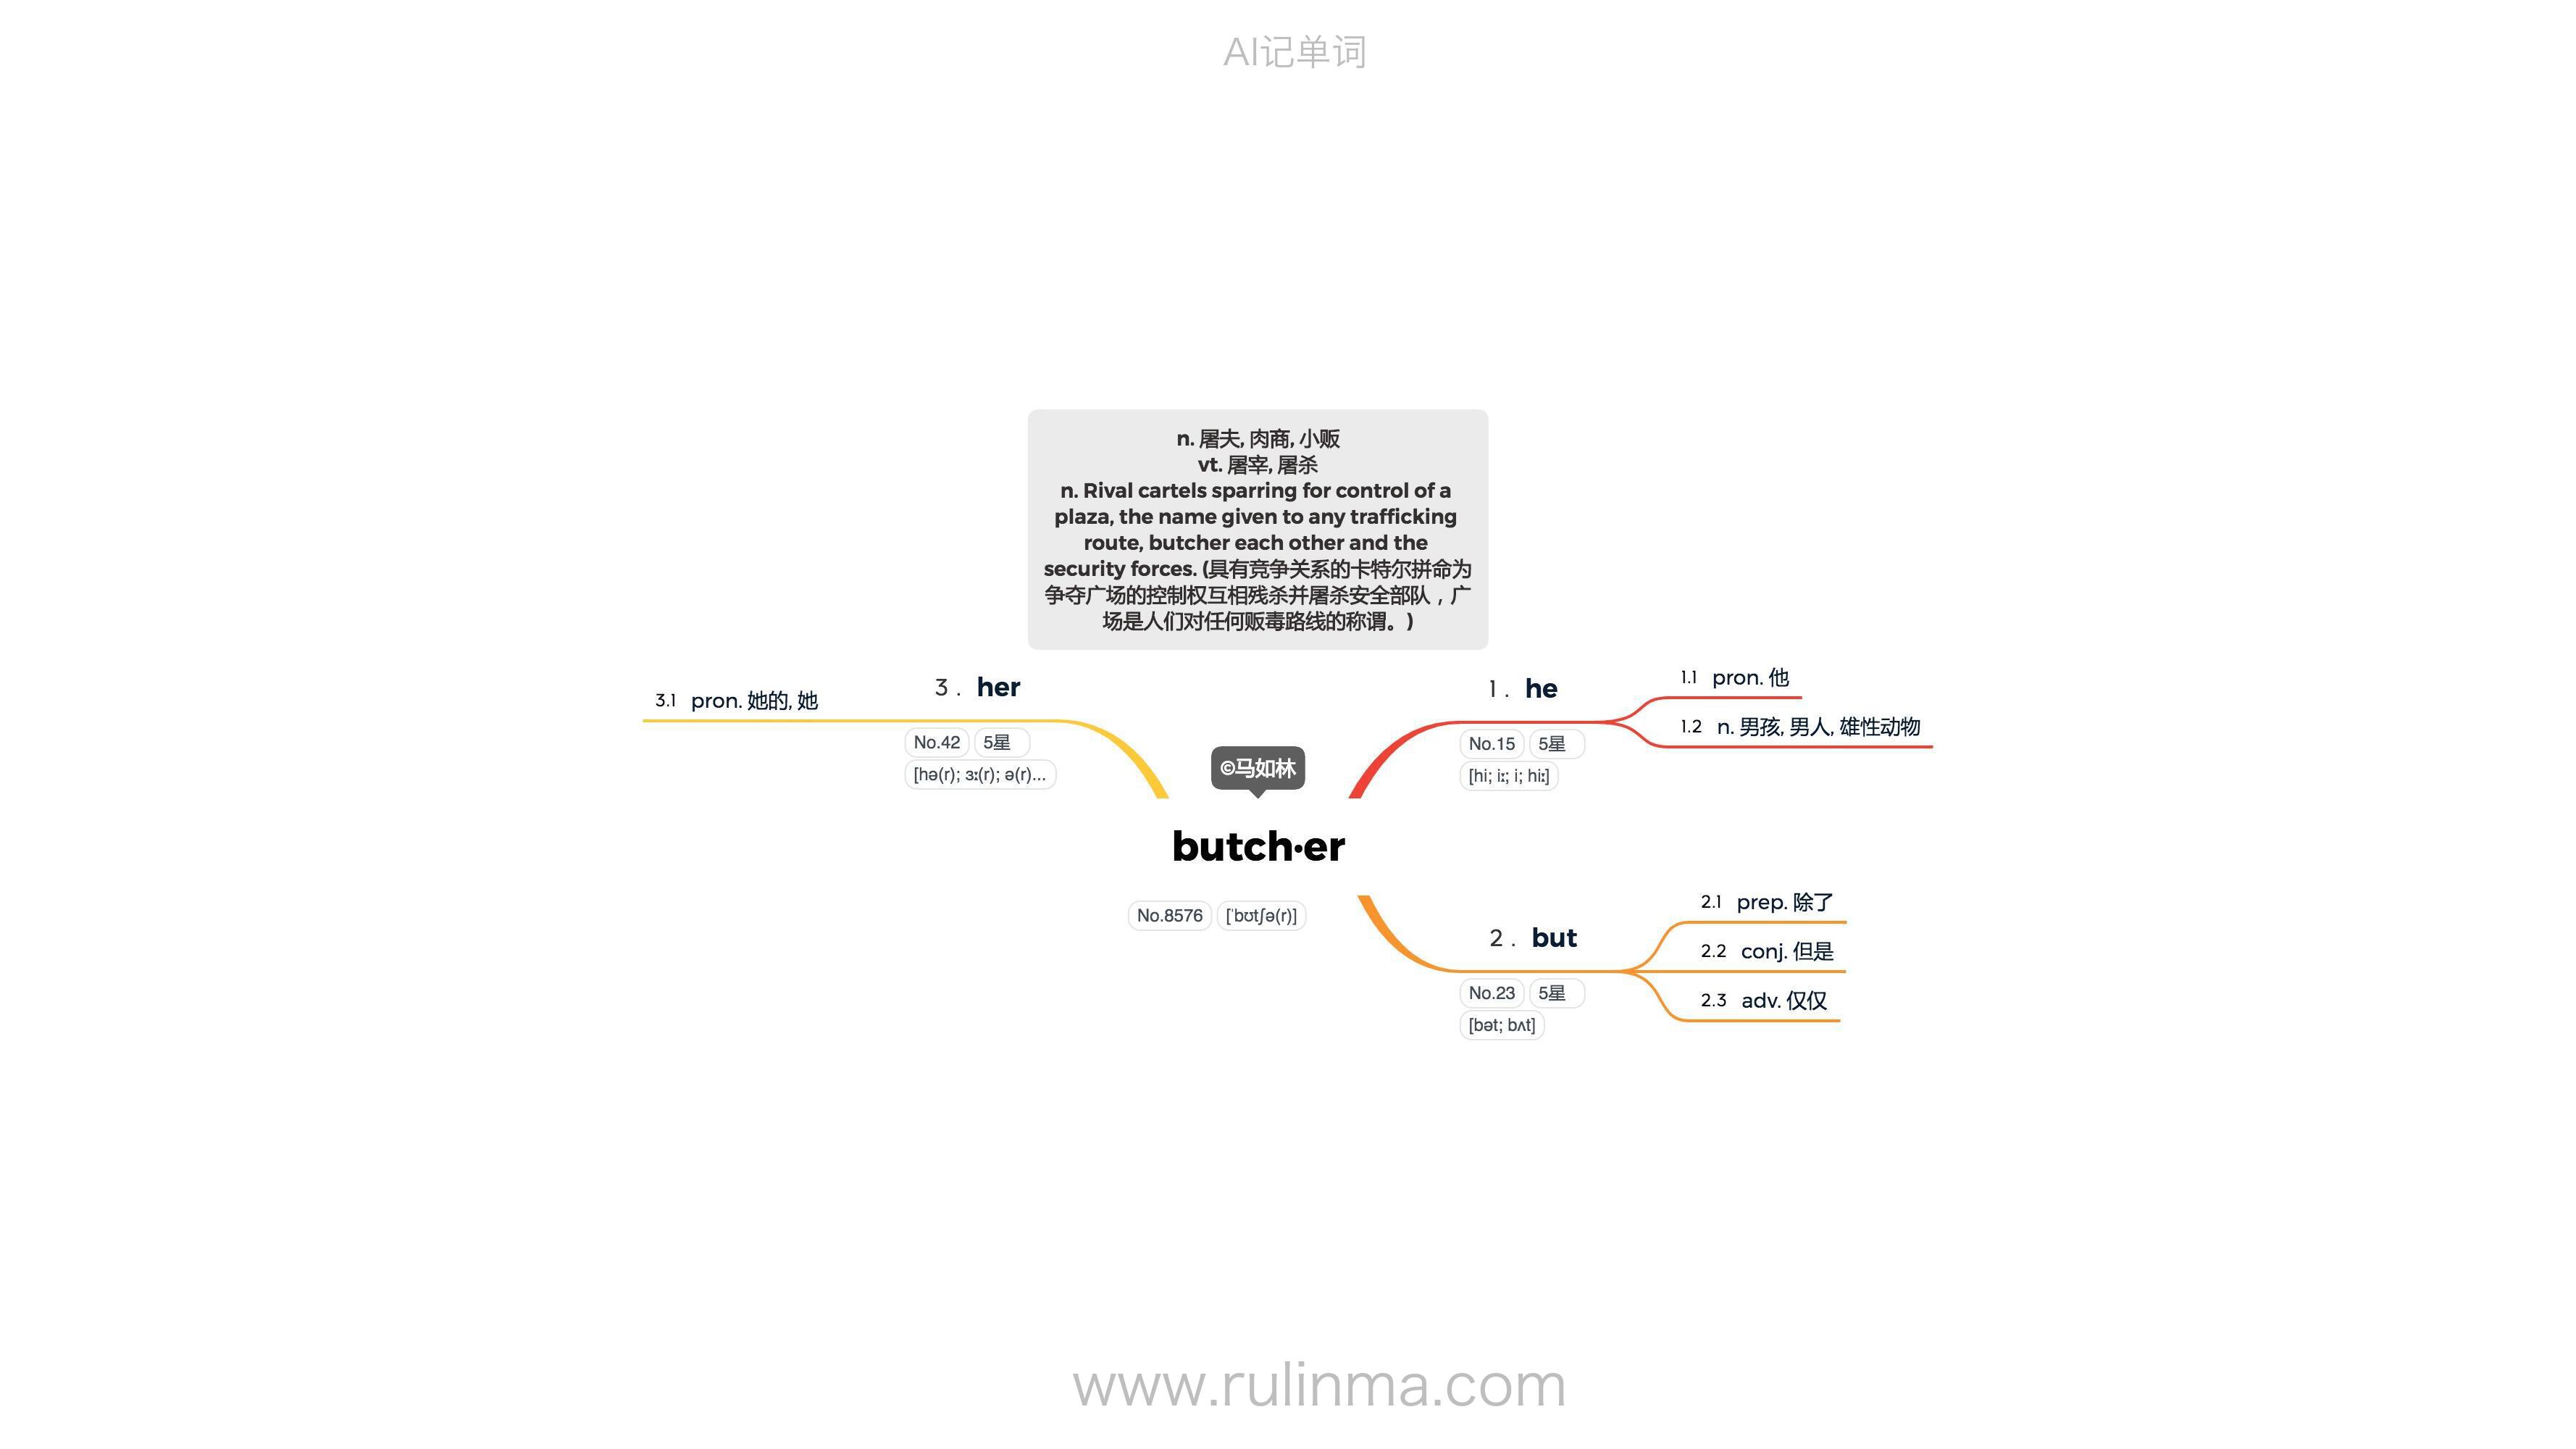 AI记单词
n. 屠夫, 肉商, 小贩
vt. 屠宰, 屠杀
n. Rival cartels sparring for control of a
plaza, the name given to any trafficking
route, butcher each other and the
security forces. (具有竞争关系的卡特尔拼命为
争夺广场的控制权互相残杀并屠杀安全部队，广
场是人们对任何贩毒路线的称谓。)
3 . her
3.1 pron. 她的, 她
No.42 5星
[hə(r); ɜː(r); ə(r)...
1 . he
1.1 pron. 他
1.2 n. 男孩, 男人, 雄性动物
No.15 5星
[hi; iː; i; hiː]
©马如林
butch·er
No.8576 [ˈbʊtʃə(r)]
2 . but
2.1 prep. 除了
2.2 conj. 但是
2.3 adv. 仅仅
No.23 5星
[bət; bʌt]
www.rulinma.com